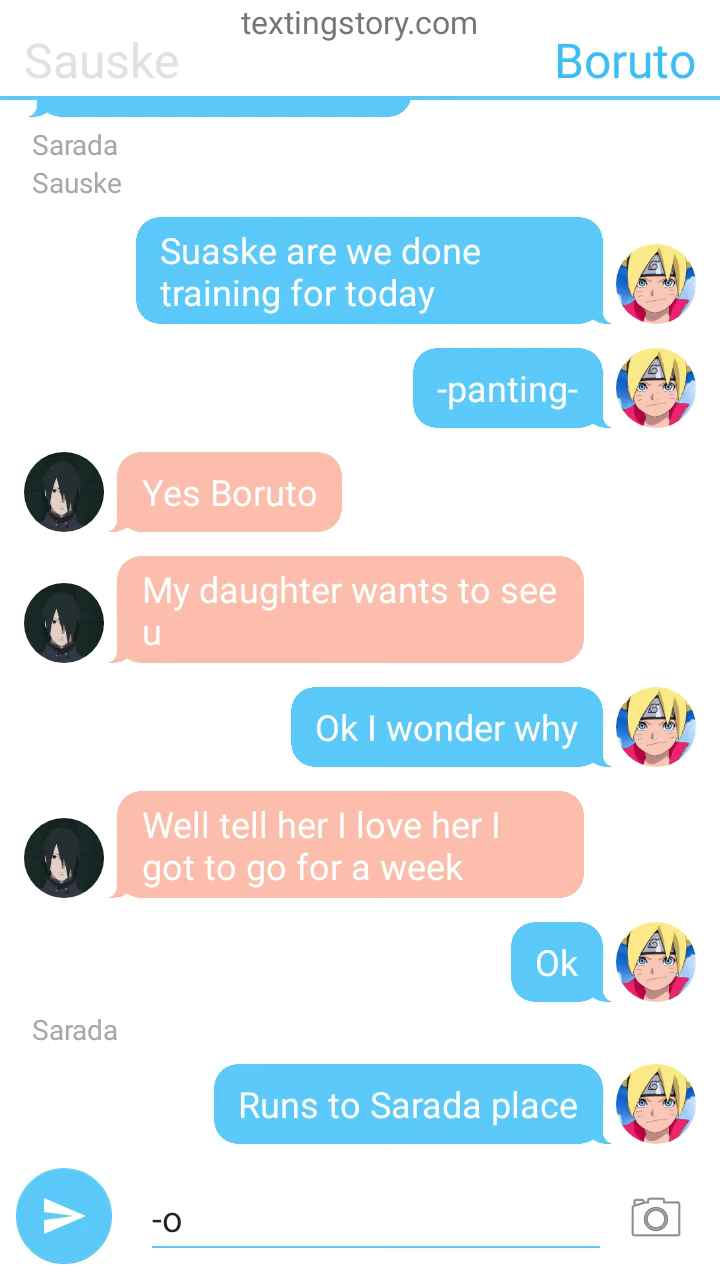 textingstory.com
Sauske
Boruto
Sarada
Sauske
Suaske are we done
training for today
-panting-
Yes Boruto
My daughter wants to see
u
Ok I wonder why
Well tell her I love her I
got to go for a week
Ok
Sarada
Runs to Sarada place
-o